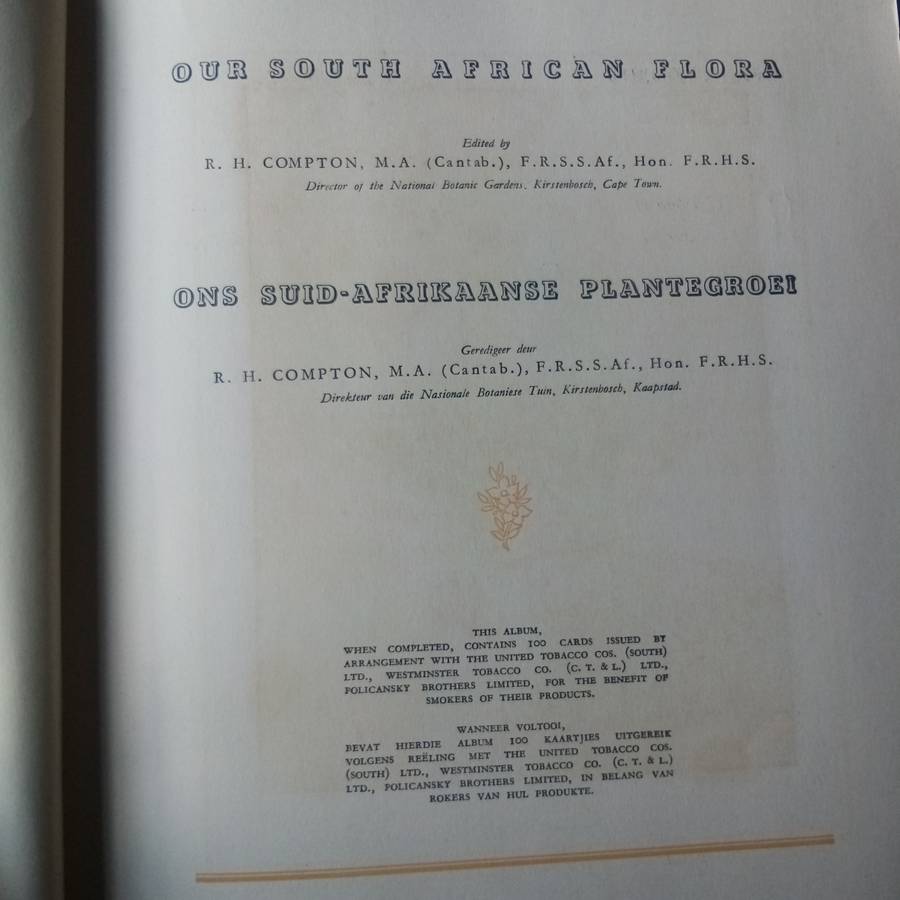 OUR SOUTH AFRICAN FLORA
Edited by
R. H. COMPTON, M.A. (Cantab.), F.R.S.S.Af., Hon. F.R.H.S.
Director of the National Botanic Gardens, Kirstenbosch, Cape Town.
ONS SUID-AFRIKAANSE PLANTEGROEI
Geredigeer deur
R. H. COMPTON, M.A. (Cantab.), F.R.S.S.Af., Hon. F.R.H.S.
Direkteur van die Nasionale Botaniese Tuin, Kirstenbosch, Kaapstad.
THIS ALBUM,
WHEN COMPLETED, CONTAINS 100 CARDS ISSUED BY
ARRANGEMENT WITH THE UNITED TOBACCO COS. (SOUTH)
LTD., WESTMINSTER TOBACCO CO. (C. T. & L.) LTD.,
POLICANSKY BROTHERS LIMITED, FOR THE BENEFIT OF
SMOKERS OF THEIR PRODUCTS.
WANNEER VOLTOOI,
BEVAT HIERDIE ALBUM 100 KAARTJIES UITGEREIK
VOLGENS REËLING MET THE UNITED TOBACCO COS.
(SOUTH) LTD., WESTMINSTER TOBACCO CO. (C. T. & L.)
LTD., POLICANSKY BROTHERS LIMITED, IN BELANG VAN
ROKERS VAN HUL PRODUKTE.